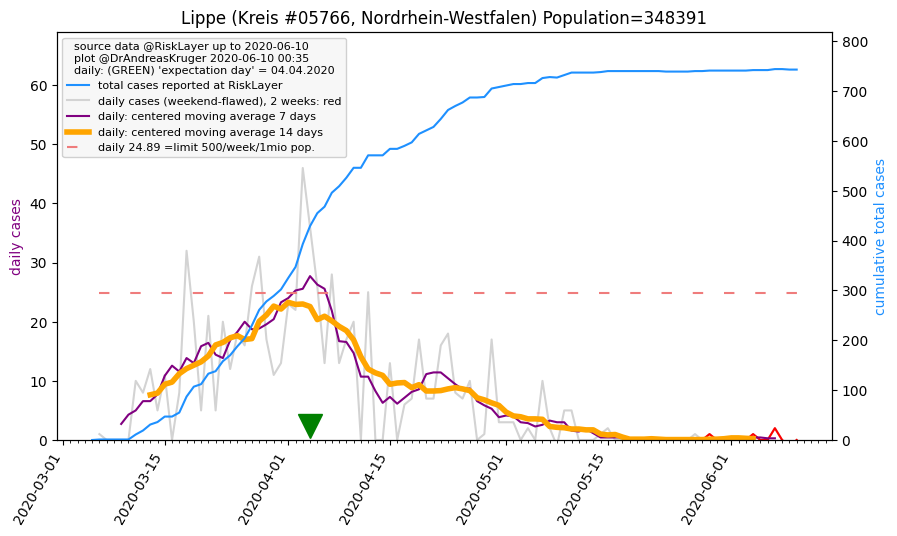 Lippe (Kreis #05766, Nordrhein-Westfalen) Population=348391
source data @RiskLayer up to 2020-06-10
plot @DrAndreasKruger 2020-06-10 00:35
daily: (GREEN) 'expectation day' = 04.04.2020
total cases reported at RiskLayer
daily cases (weekend-flawed), 2 weeks: red
daily: centered moving average 7 days
daily: centered moving average 14 days
daily 24.89 =limit 500/week/1mio pop.
daily cases
60
50
40
30
20
10
0
800
700
600
500
400
300
200
100
0
cumulative total cases
2020-03-01
2020-03-15
2020-04-01
2020-04-15
2020-05-01
2020-05-15
2020-06-01